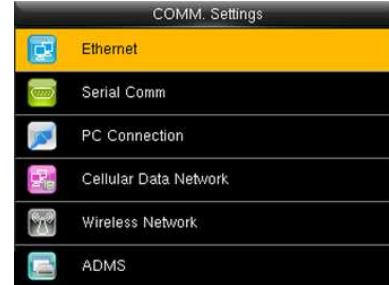 COMM. Settings
Ethernet
Serial Comm
PC Connection
Cellular Data Network
Wireless Network
ADMS